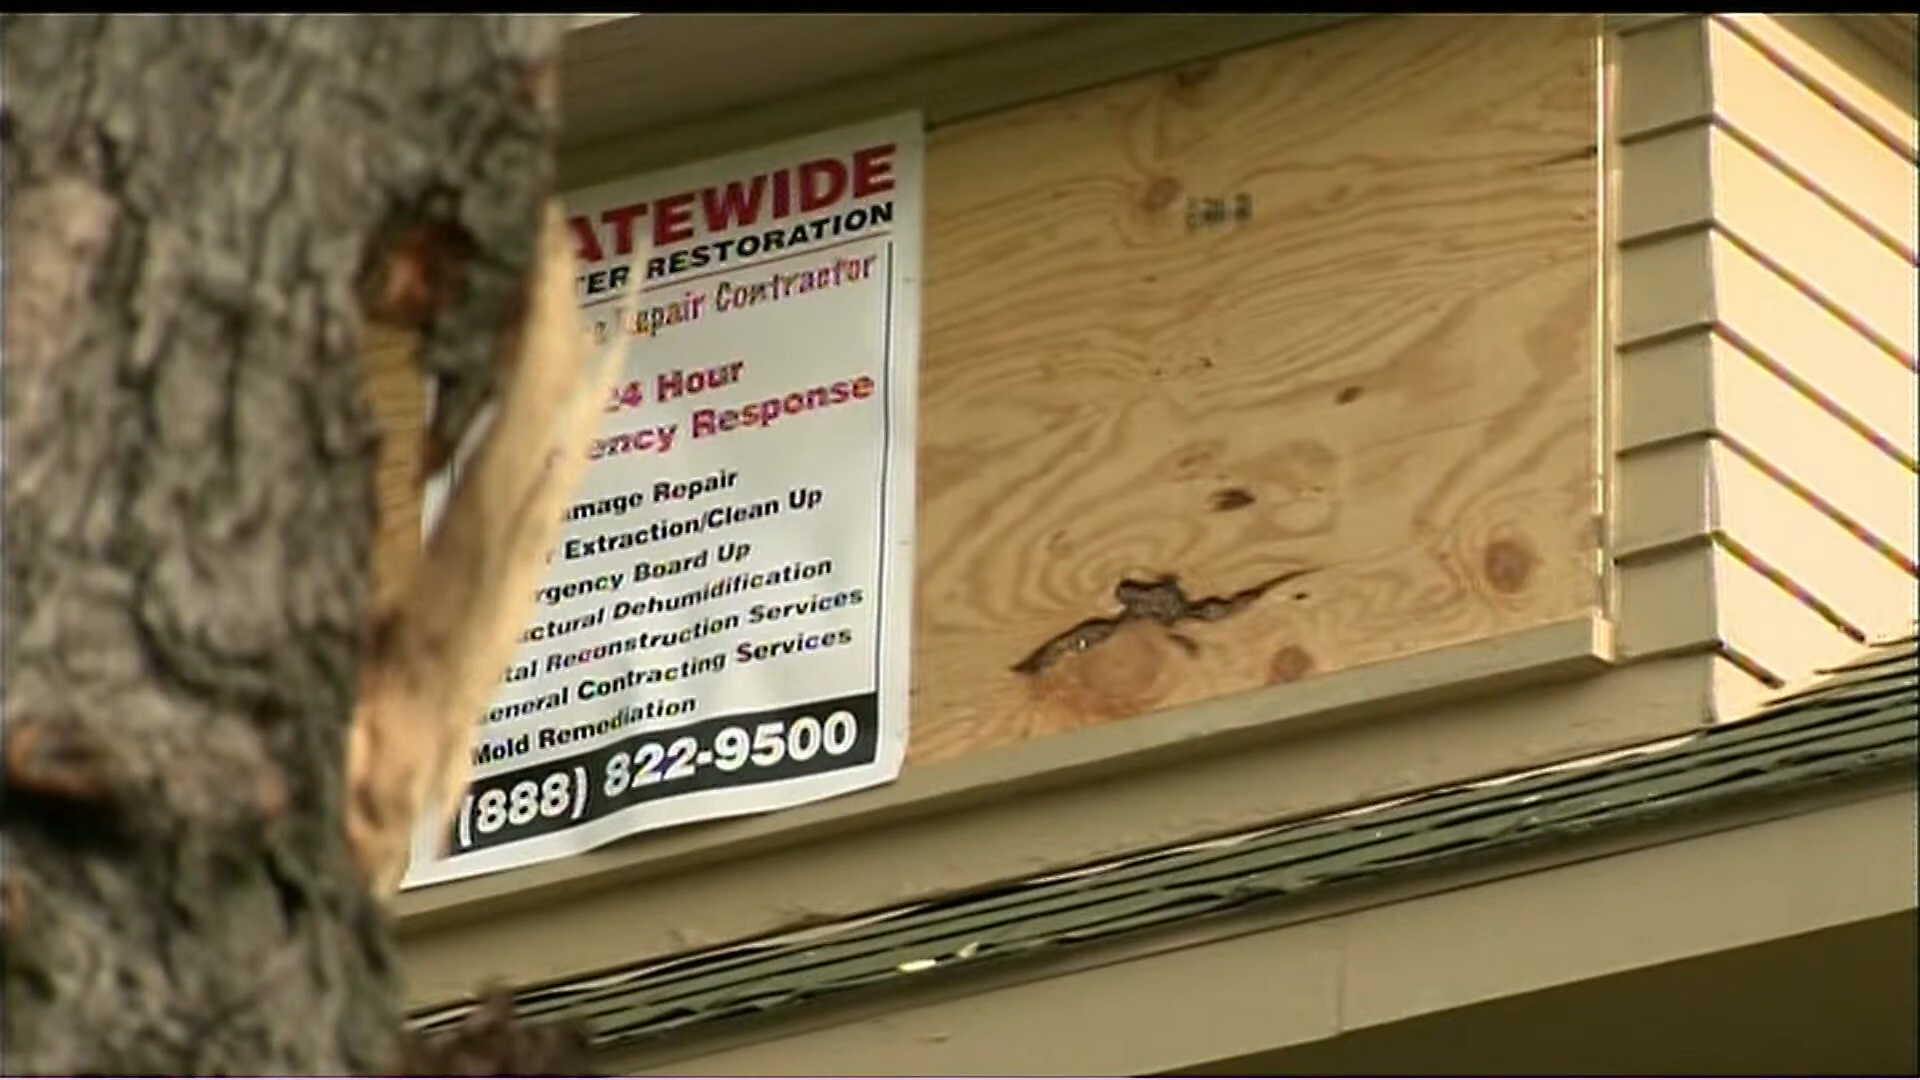 ATEWIDE
TER RESTORATION
Repair Contractor
24 Hour
ency Response
amage Repair
Extraction/Clean Up
rgency Board Up
uctural Dehumidification
tal Reconstruction Services
eneral Contracting Services
Mold Remediation
(888) 822-9500